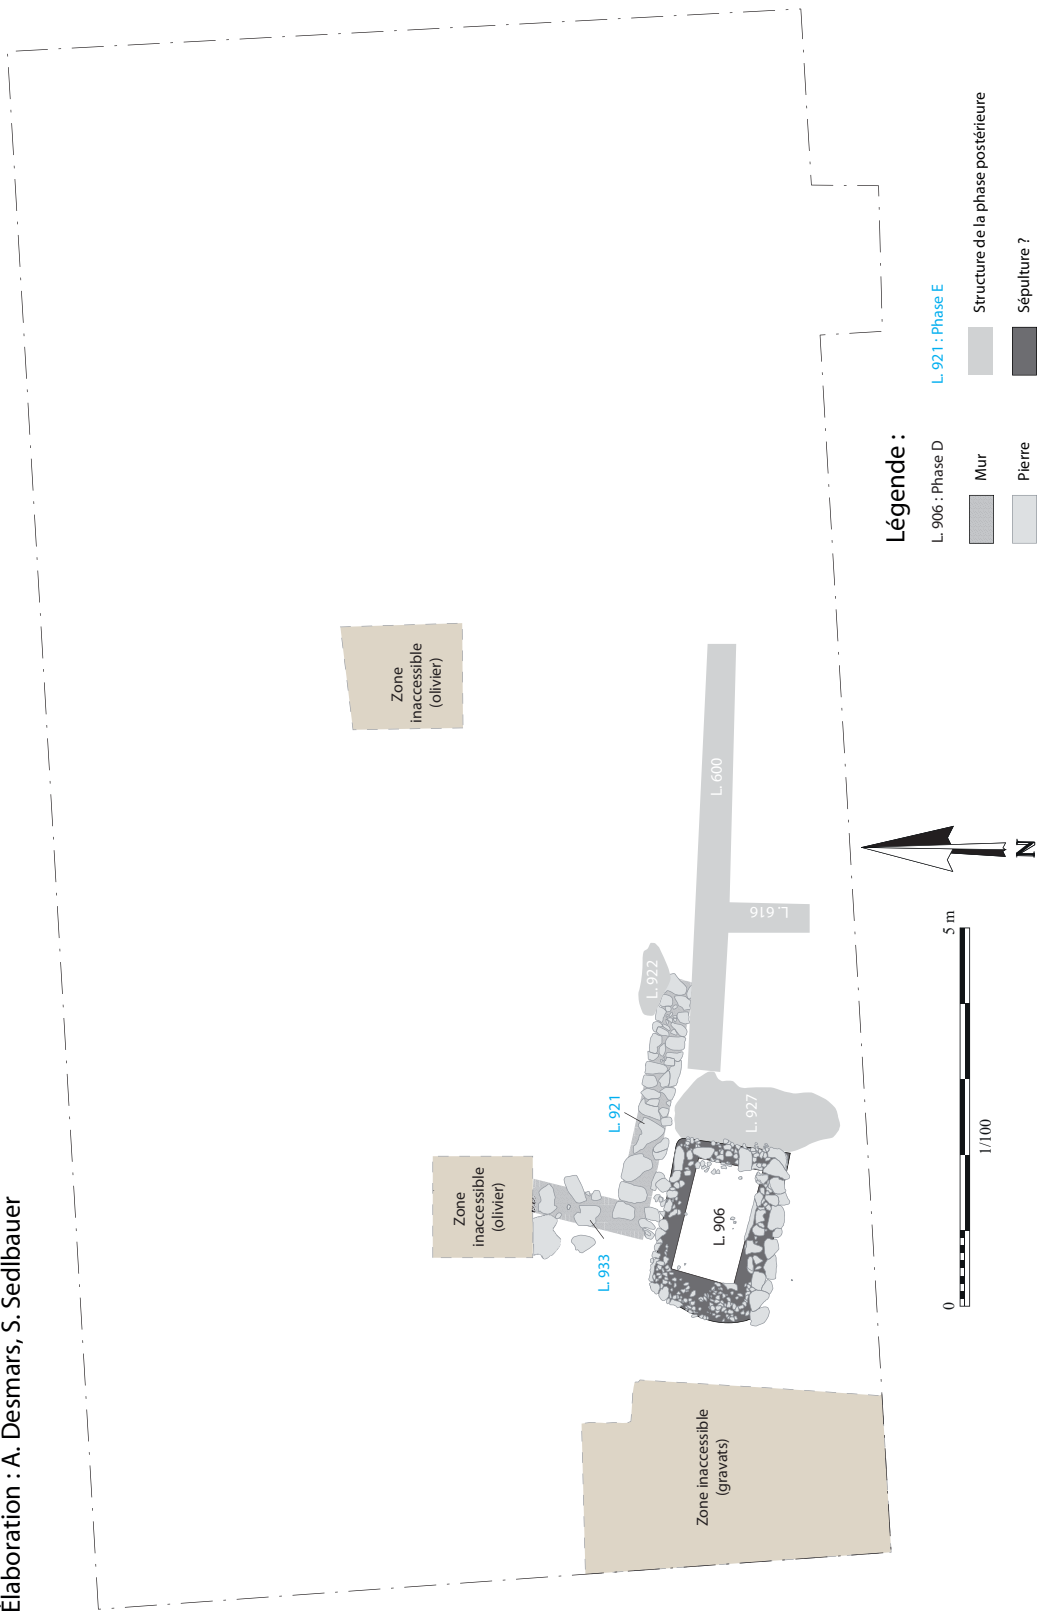 Élaboration : A. Desmars, S. Sedlbauer
Zone inaccessible
(gravats)
Zone
inaccessible
(olivier)
Zone
inaccessible
(olivier)
L. 933
L. 921
L. 906
L. 922
L. 927
L. 600
L. 616
0
5 m
1/100
N
Légende :
L. 906 : Phase D
L. 921 : Phase E
Mur
Structure de la phase postérieure
Pierre
Sépulture ?